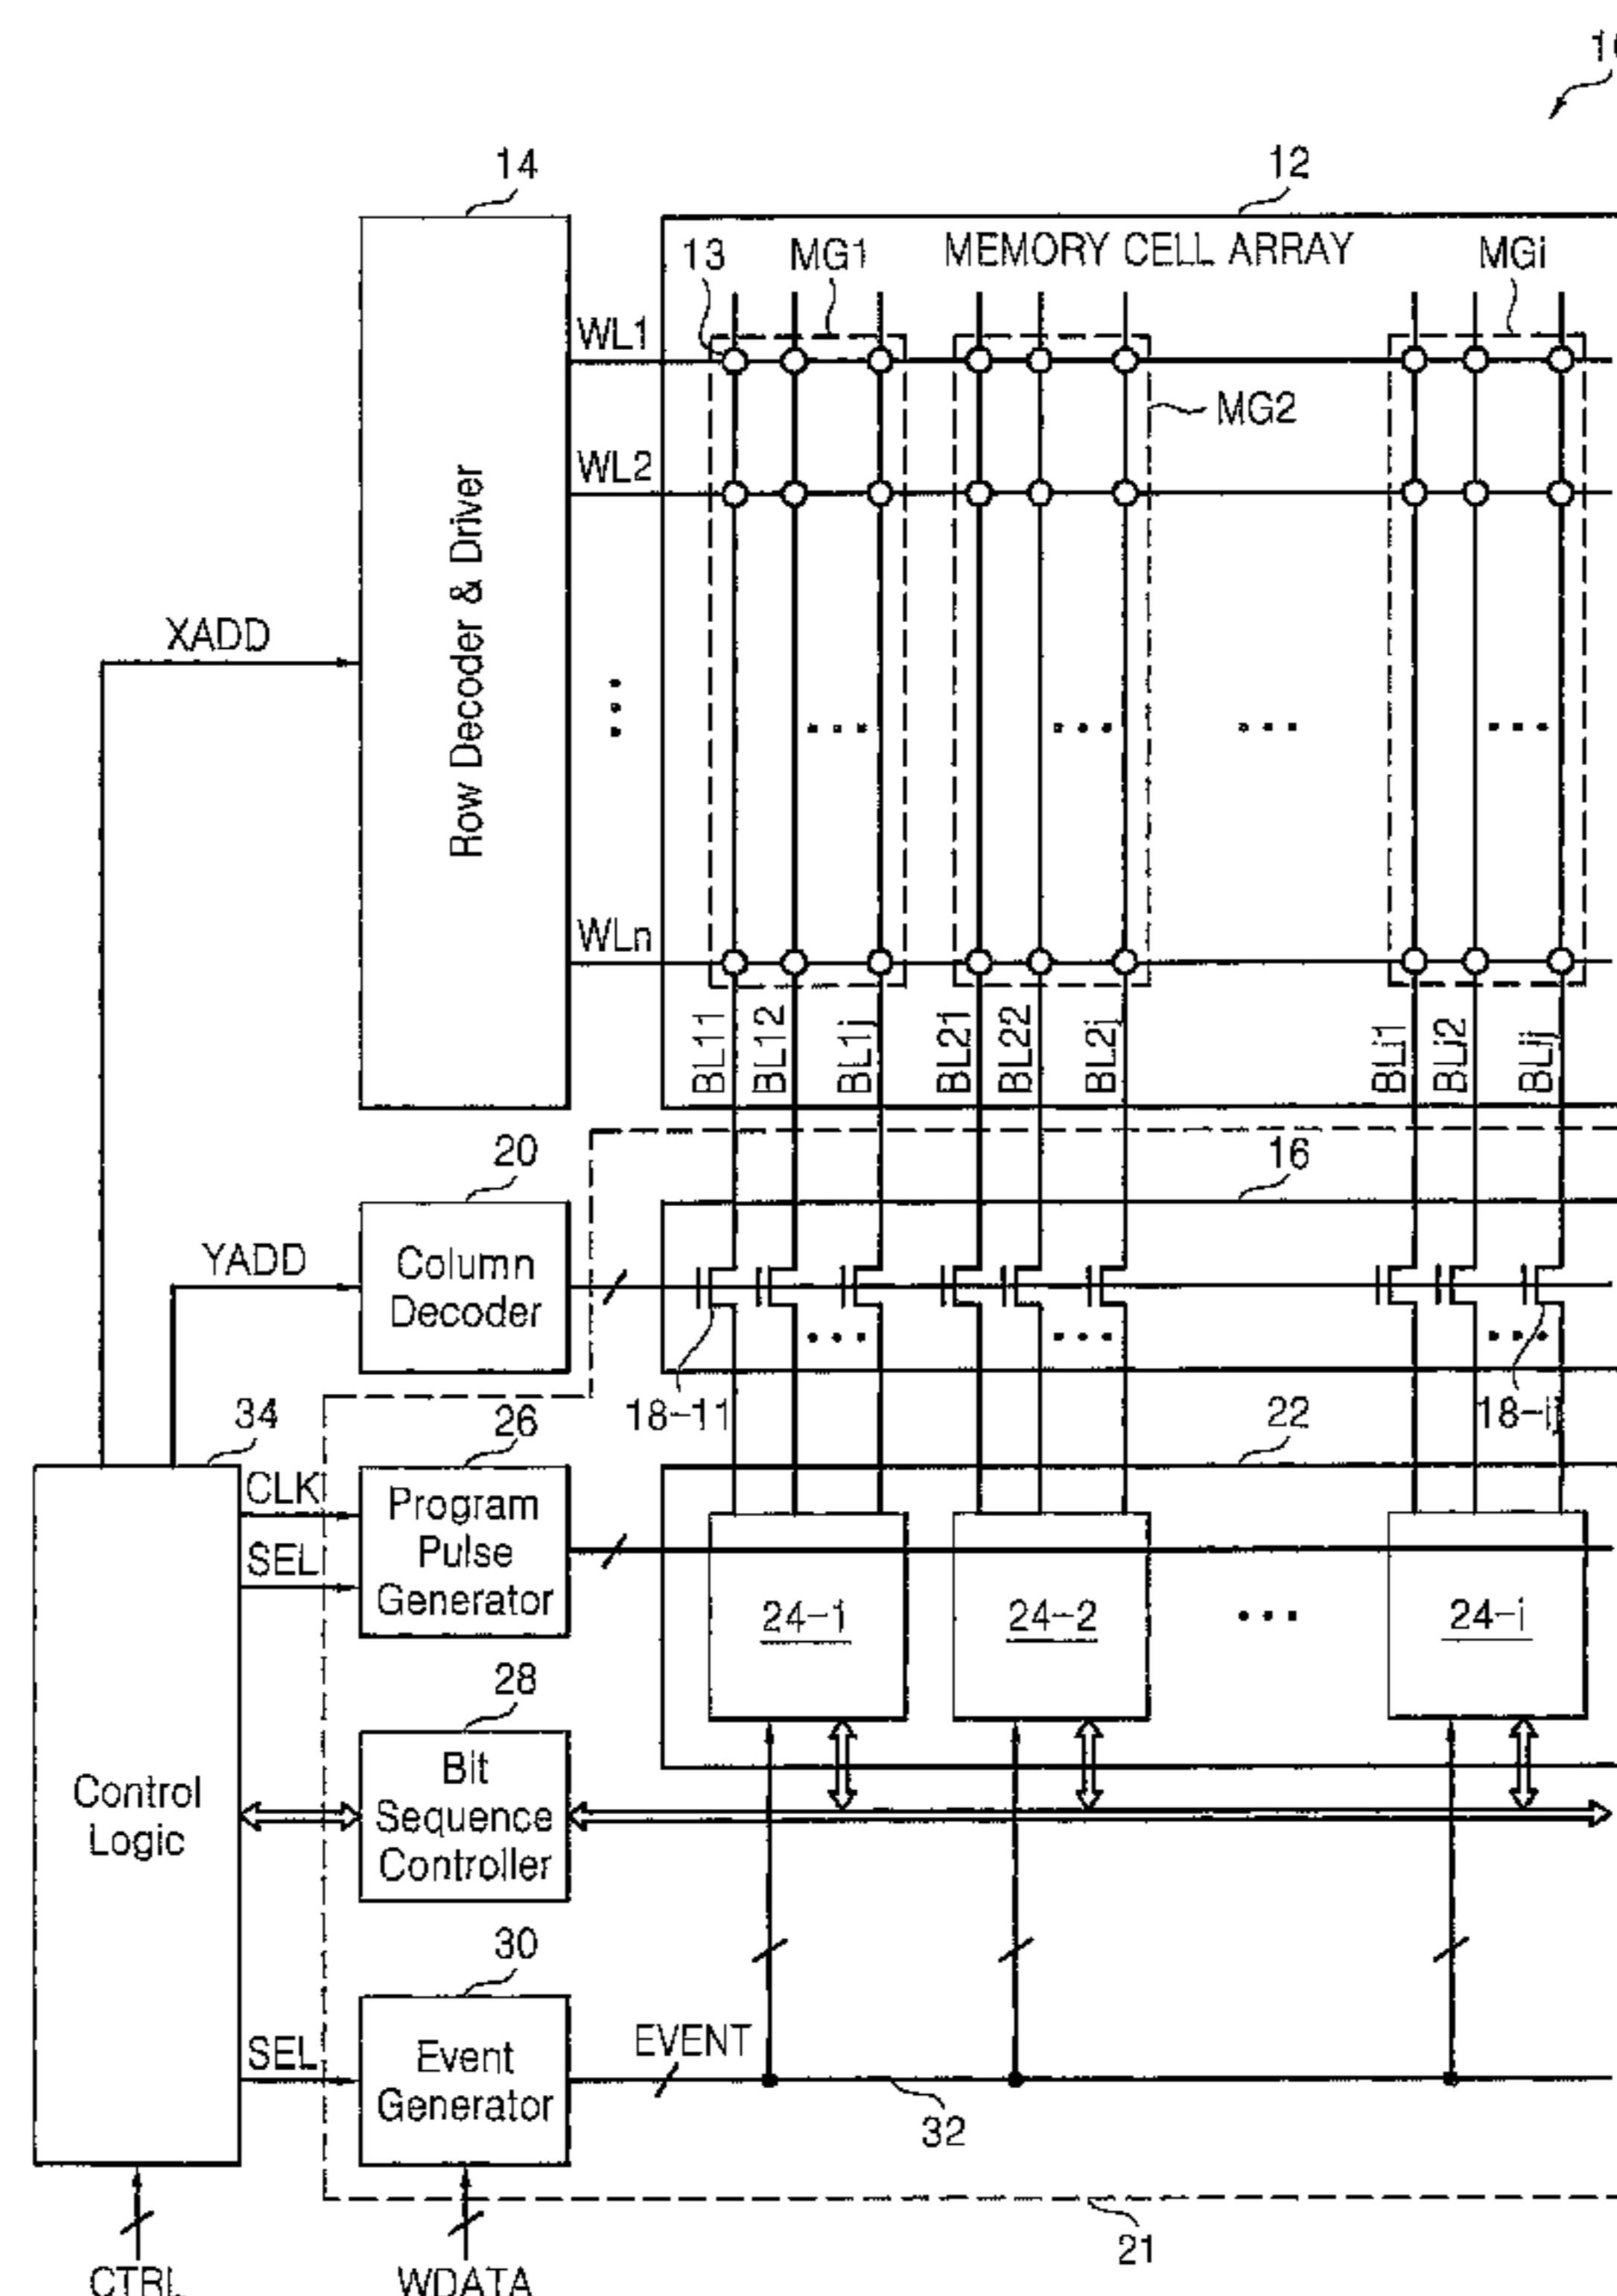 14
12
13
MG1
MEMORY CELL ARRAY
MGi
WL1
MG2
WL2
Row Decoder & Driver
XADD
WLn
BL11
BL12
BL1j
BL21
BL22
BL2j
BLi1
BLi2
BLij
20
16
YADD
Column
Decoder
18-11
18-ij
34
26
22
CLK
Program
Pulse
Generator
SEL
24-1
24-2
24-i
28
Control
Logic
Bit
Sequence
Controller
30
SEL
Event
Generator
EVENT
32
21
CTRL
WDATA